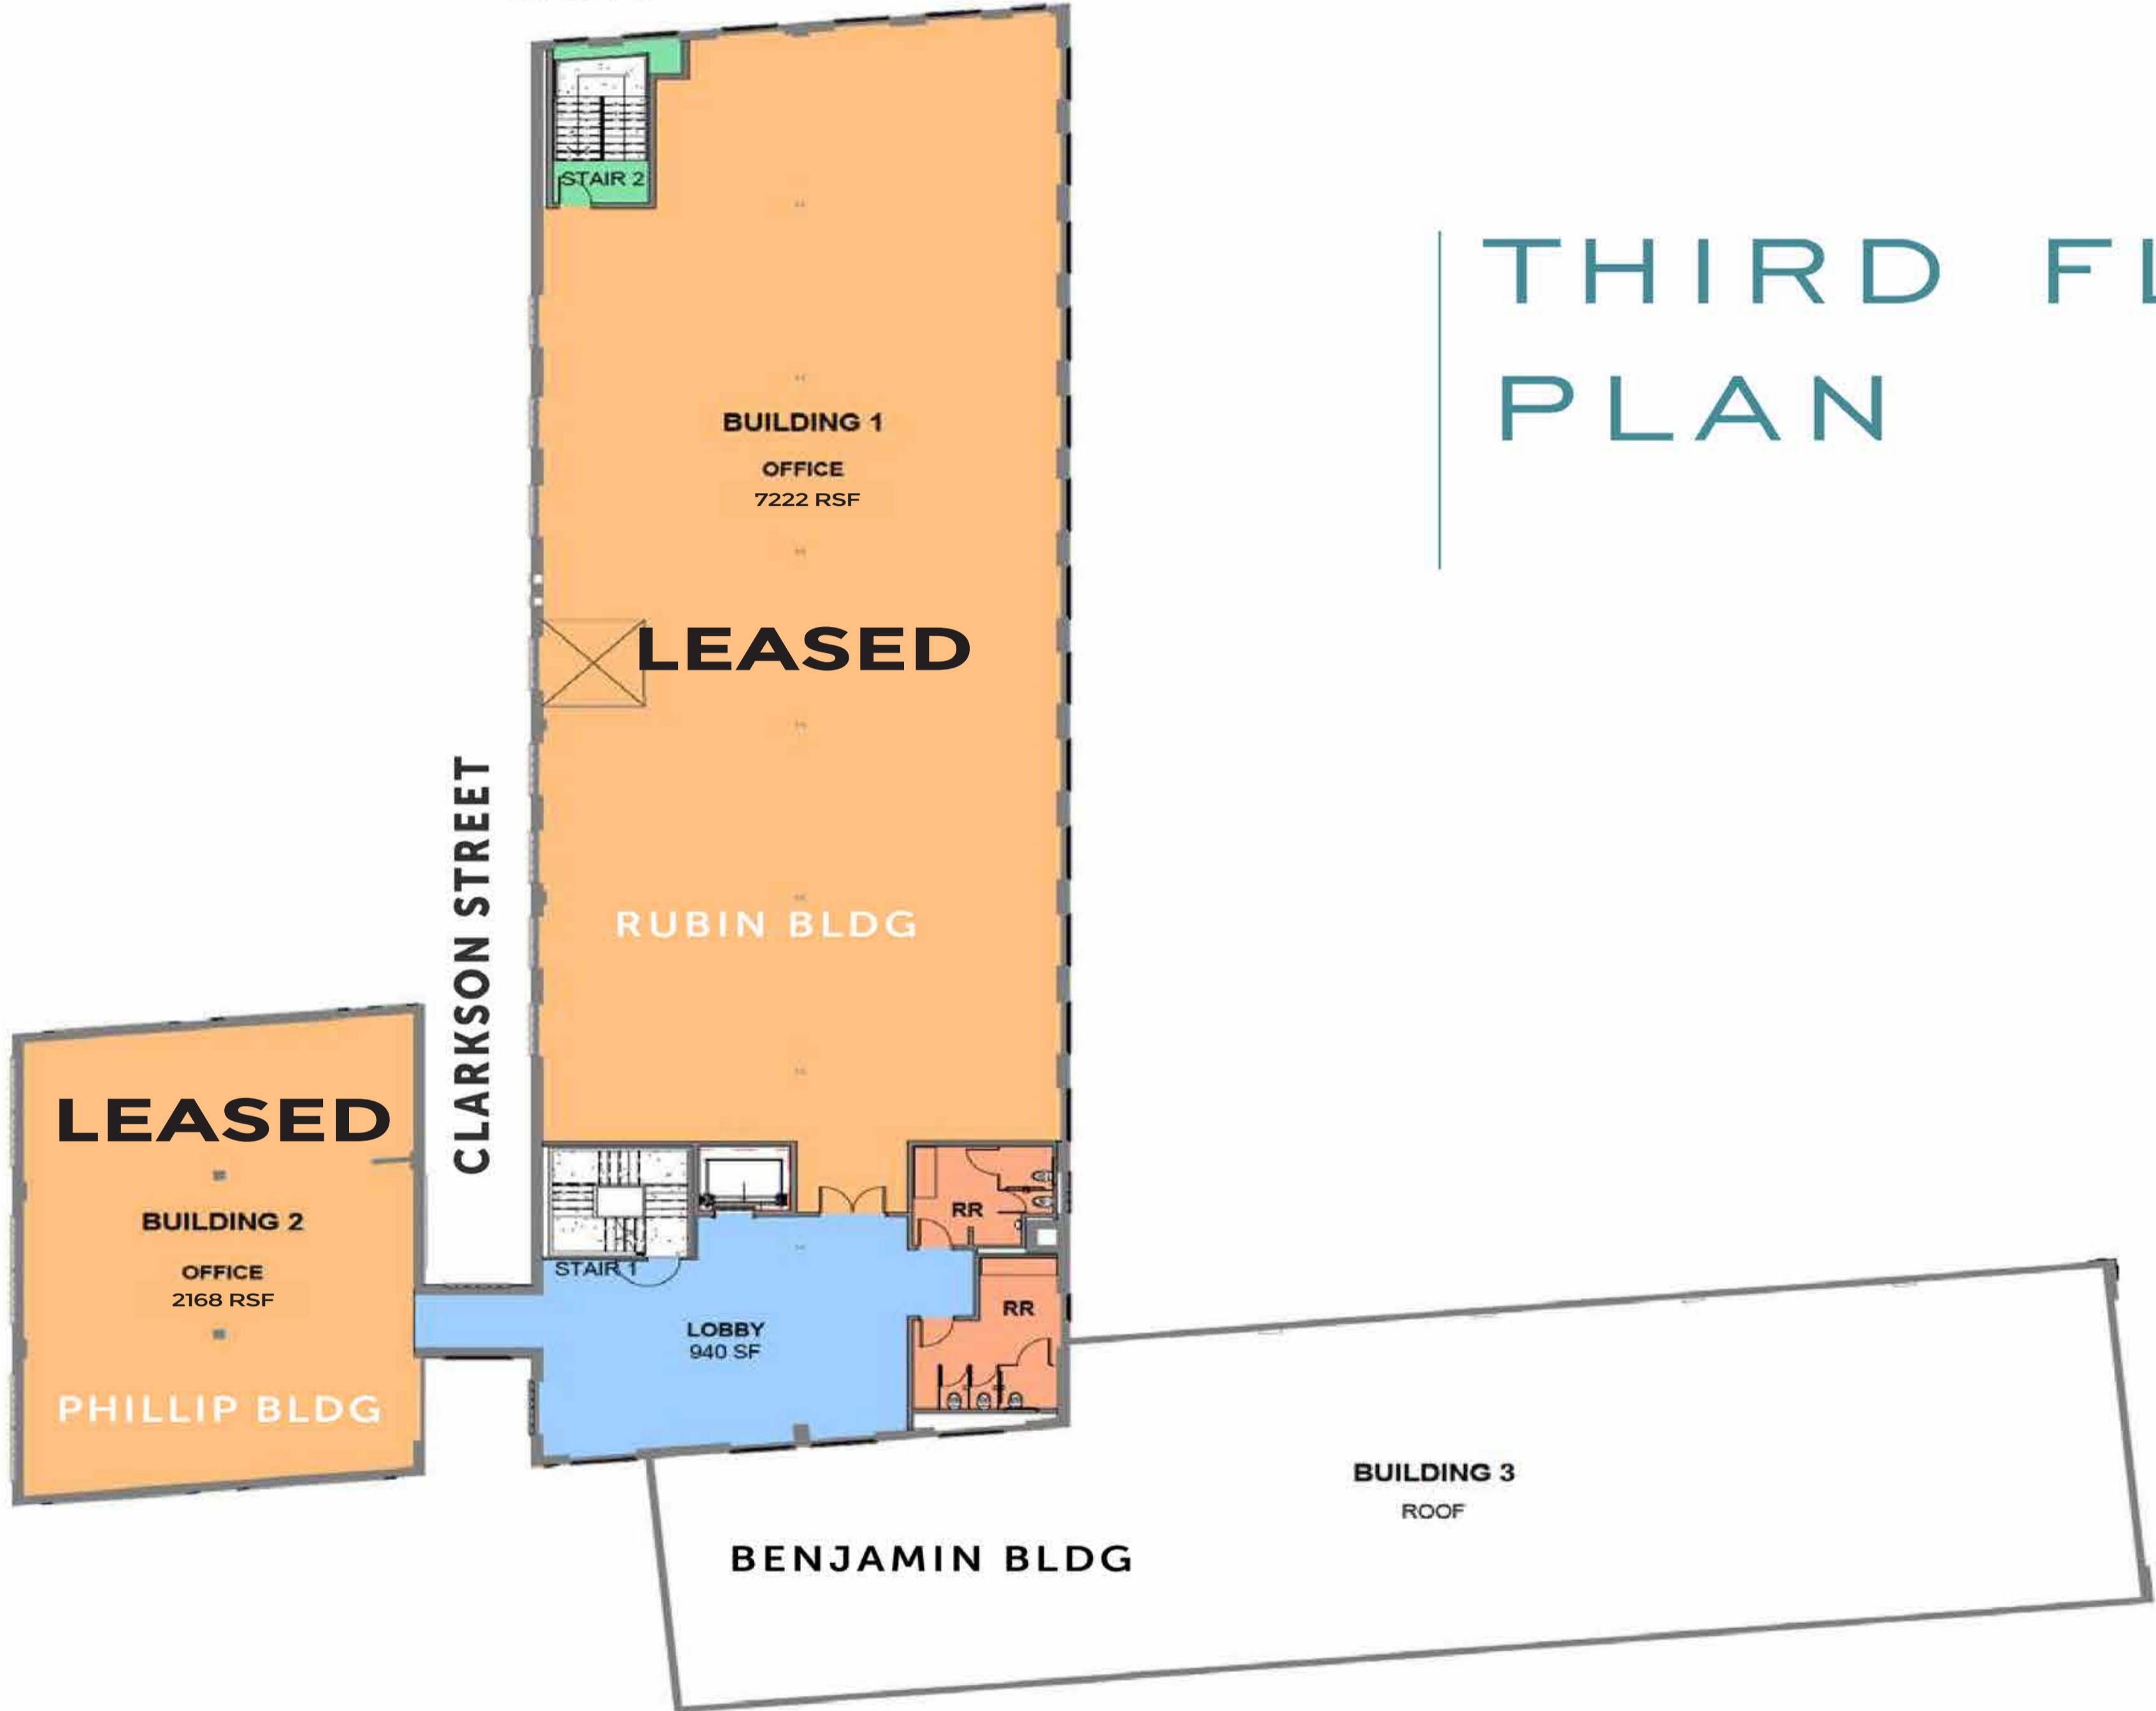 THIRD FL
PLAN
STAIR 2
BUILDING 1
OFFICE
7222 RSF
LEASED
RUBIN BLDG
CLARKSON STREET
LEASED
BUILDING 2
OFFICE
2168 RSF
PHILLIP BLDG
STAIR 1
LOBBY
940 SF
RR
RR
BUILDING 3
ROOF
BENJAMIN BLDG